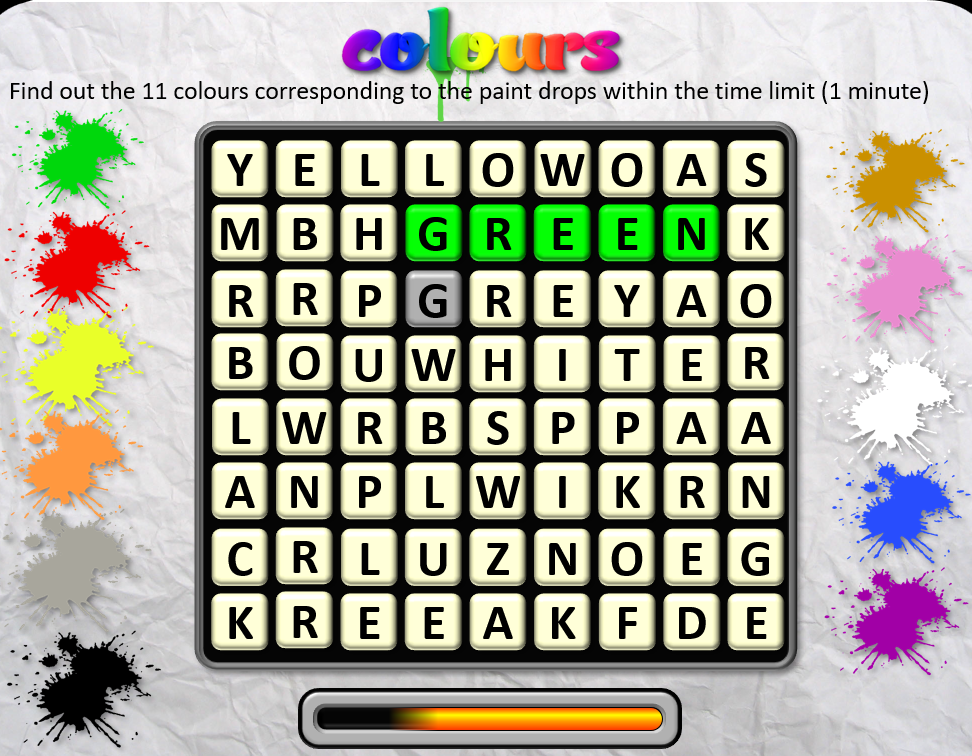 colours
Find out the 11 colours corresponding to the paint drops within the time limit (1 minute)
Y E L L O W O A S
M B H G R E E N K
R R P G R E Y A O
B O U W H I T E R
L W R B S P P A A
A N P L W I K R N
C R L U Z N O E G
K R E E A K F D E